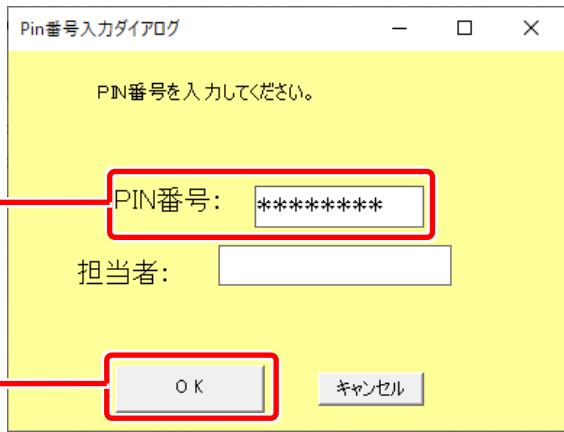 Pin番号入力ダイアログ
PIN番号を入力してください。
PIN番号: ********
担当者:
OK キャンセル